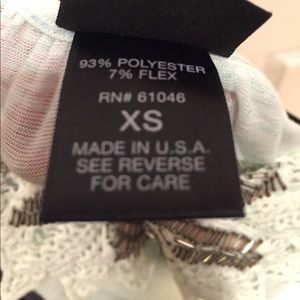 93% POLYESTER
7% FLEX
RN# 61046
XS
MADE IN U.S.A.
SEE REVERSE
FOR CARE